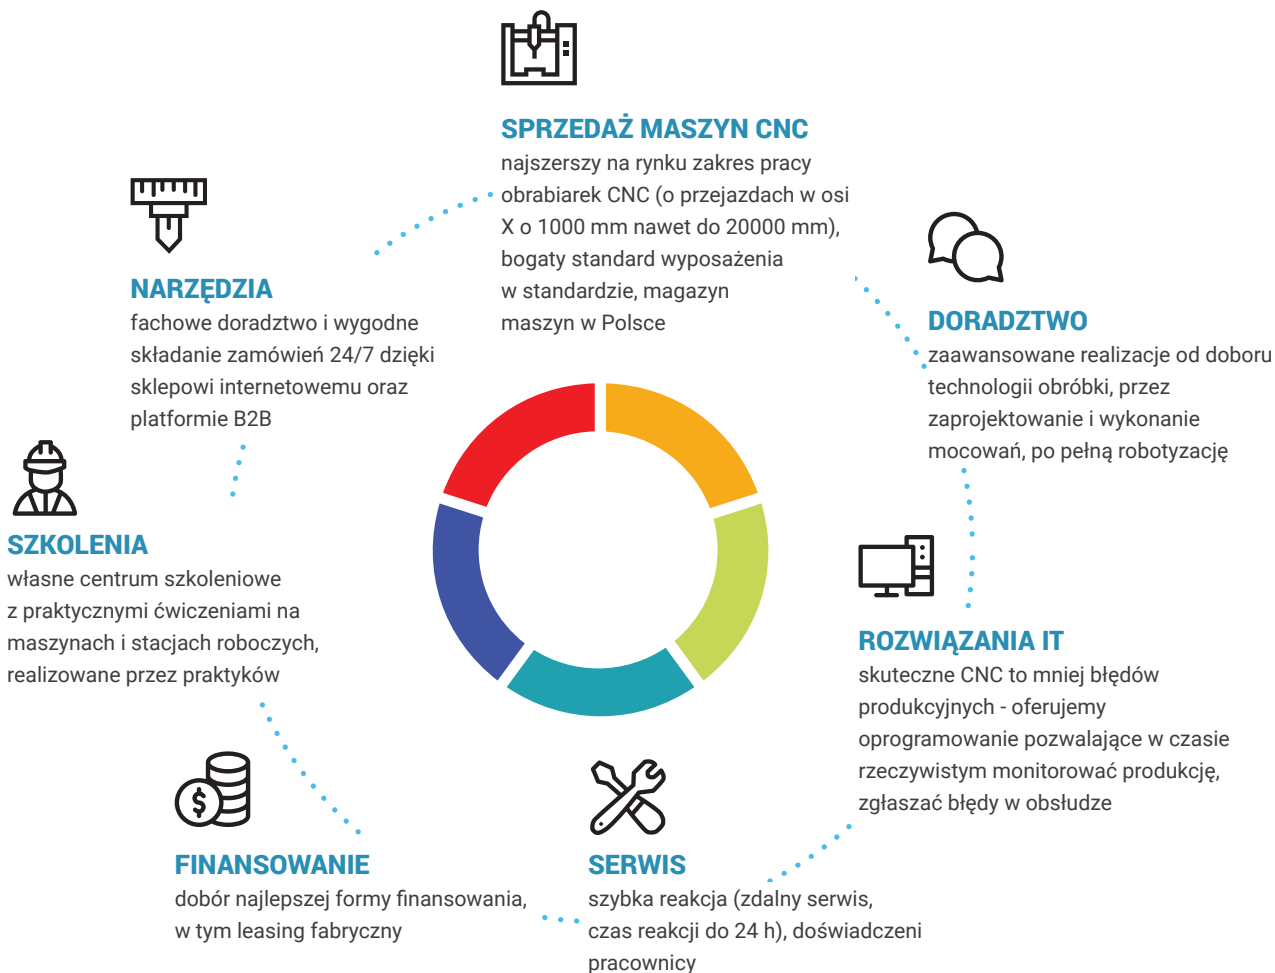 SPRZEDAŻ MASZYN CNC
najszerszy na rynku zakres pracy
obrabiarek CNC (o przejazdach w osi
X o 1000 mm nawet do 20000 mm),
bogaty standard wyposażenia
w standardzie, magazyn
maszyn w Polsce
DORADZTWO
zaawansowane realizacje od doboru
technologii obróbki, przez
zaprojektowanie i wykonanie
mocowań, po pełną robotyzację
ROZWIĄZANIA IT
skuteczne CNC to mniej błędów
produkcyjnych - oferujemy
oprogramowanie pozwalające w czasie
rzeczywistym monitorować produkcję,
zgłaszać błędy w obsłudze
SERWIS
szybka reakcja (zdalny serwis,
czas reakcji do 24 h), doświadczeni
pracownicy
FINANSOWANIE
dobór najlepszej formy finansowania,
w tym leasing fabryczny
SZKOLENIA
własne centrum szkoleniowe
z praktycznymi ćwiczeniami na
maszynach i stacjach roboczych,
realizowane przez praktyków
NARZĘDZIA
fachowe doradztwo i wygodne
składanie zamówień 24/7 dzięki
sklepowi internetowemu oraz
platformie B2B
$